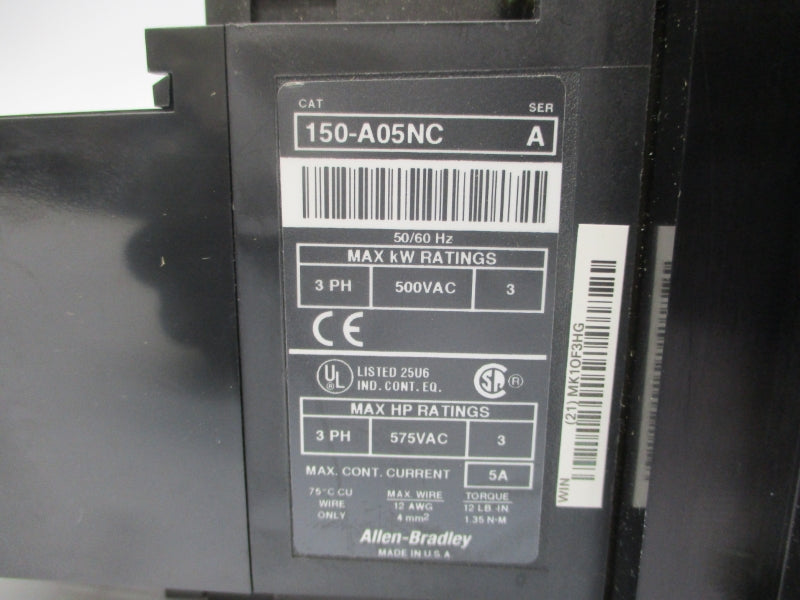 CAT SER
150-A05NC A
50/60 Hz
MAX kW RATINGS
3 PH 500VAC 3
CE
UL ® LISTED 25U6
IND. CONT. EQ.
SP ®
MAX HP RATINGS
3 PH 575VAC 3
MAX. CONT. CURRENT 5A
75°C CU MAX. WIRE TORQUE
WIRE 12 AWG 12 LB.-IN
ONLY 4 mm² 1.35 N-M
Allen-Bradley
MADE IN U.S.A
WIN (21) MK10F3HG